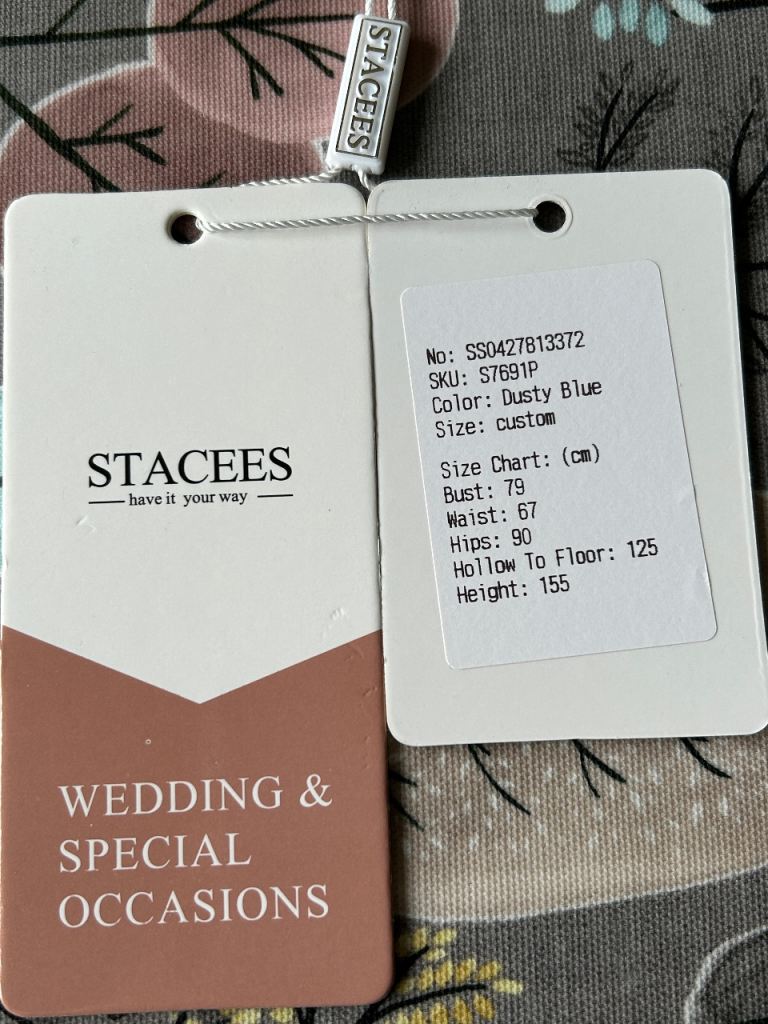 STACEES
STACEES
have it your way
WEDDING &
SPECIAL
OCCASIONS
No: SS0427813372
SKU: S7691P
Color: Dusty Blue
Size: custom
Size Chart: (cm)
Bust: 79
Waist: 67
Hips: 90
Hollow To Floor: 125
Height: 155